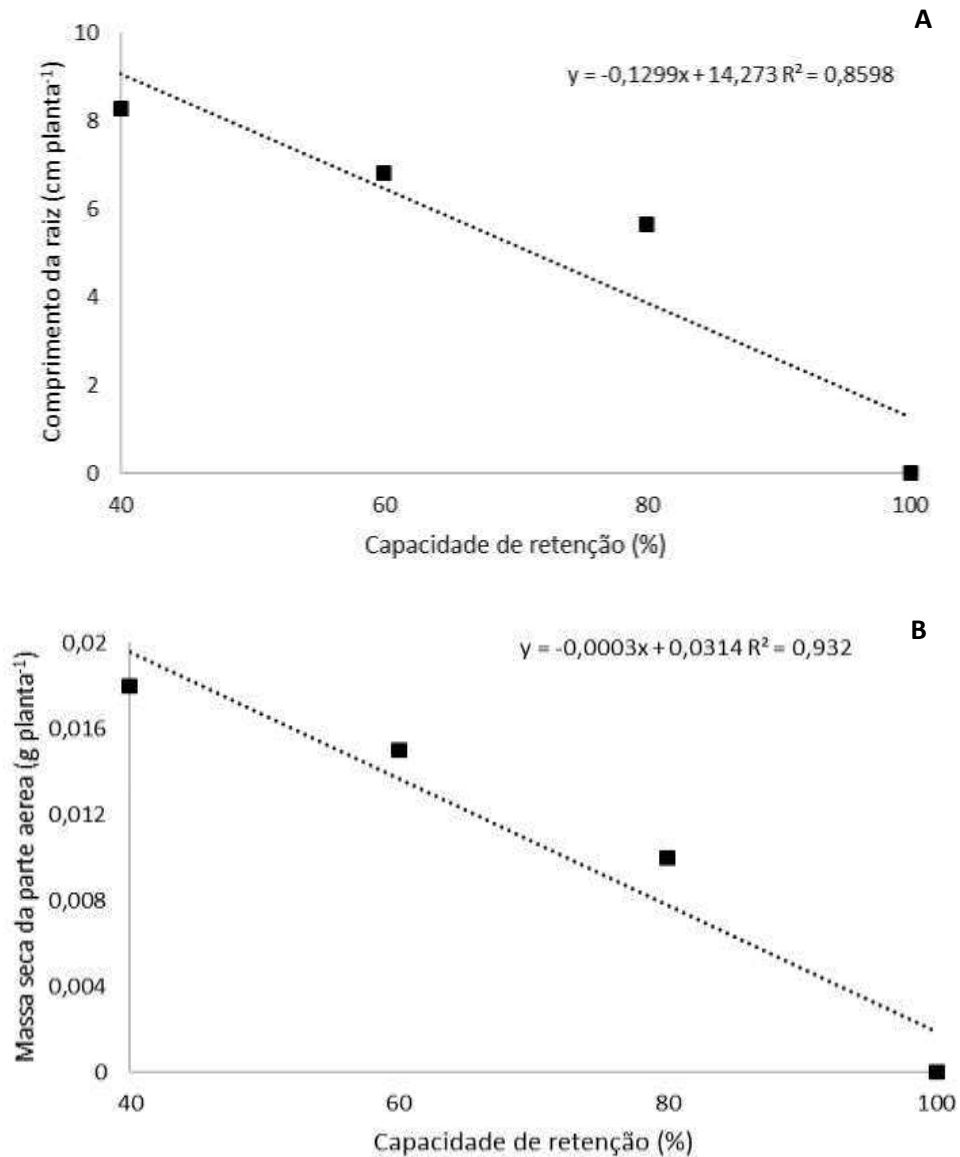 A
y = -0,1299x + 14,273 R² = 0,8598
Comprimento da raiz (cm planta⁻¹)
10
8
6
4
2
0
40 60 80 100
Capacidade de retenção (%)
B
y = -0,0003x + 0,0314 R² = 0,932
Massa seca da parte aerea (g planta⁻¹)
0,02
0,016
0,012
0,008
0,004
0
40 60 80 100
Capacidade de retenção (%)